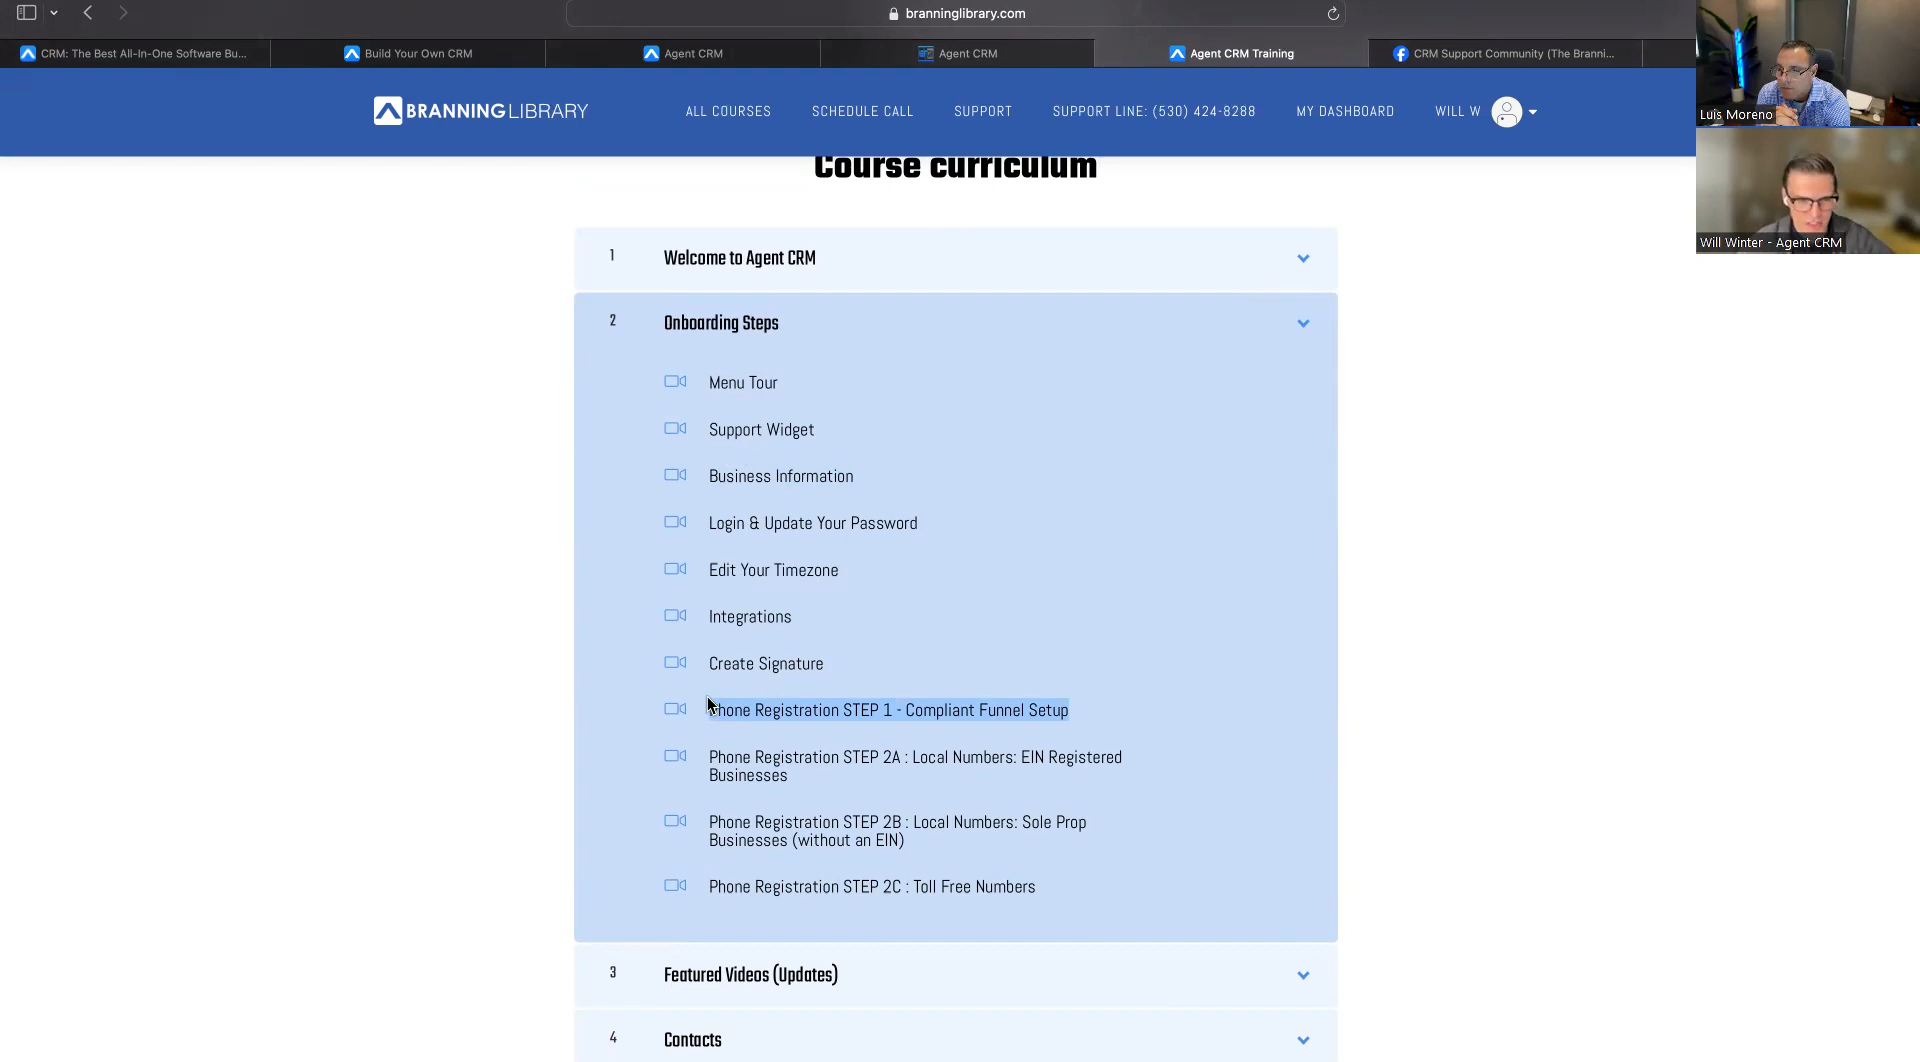 branninglibrary.com
CRM: The Best All-In-One Software Bu...
Build Your Own CRM
Agent CRM
Agent CRM
Agent CRM Training
CRM Support Community (The Branni...
BRANNINGLIBRARY
ALL COURSES
SCHEDULE CALL
SUPPORT
SUPPORT LINE: (530) 424-8288
MY DASHBOARD
WILL W
Luis Moreno
Will Winter - Agent CRM
Course curriculum
1 Welcome to Agent CRM
2 Onboarding Steps
Menu Tour
Support Widget
Business Information
Login & Update Your Password
Edit Your Timezone
Integrations
Create Signature
Phone Registration STEP 1 - Compliant Funnel Setup
Phone Registration STEP 2A : Local Numbers: EIN Registered
Businesses
Phone Registration STEP 2B : Local Numbers: Sole Prop
Businesses (without an EIN)
Phone Registration STEP 2C : Toll Free Numbers
3 Featured Videos (Updates)
4 Contacts